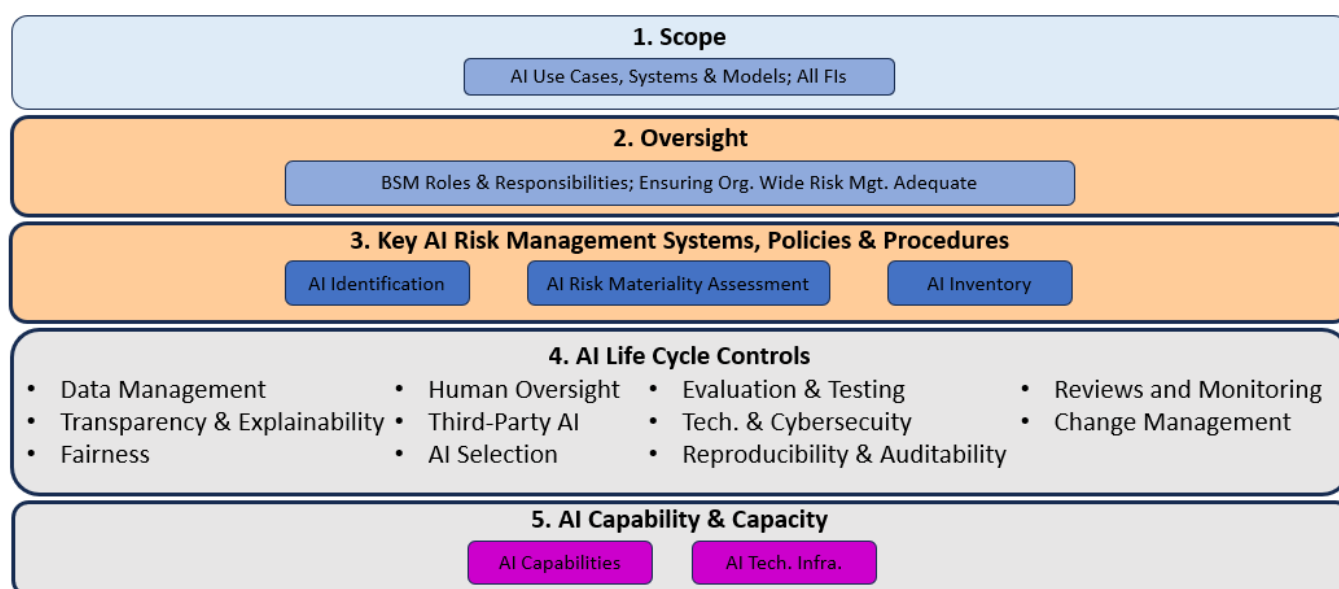 1. Scope
AI Use Cases, Systems & Models; All FIs
2. Oversight
BSM Roles & Responsibilities; Ensuring Org. Wide Risk Mgt. Adequate
3. Key AI Risk Management Systems, Policies & Procedures
AI Identification
AI Risk Materiality Assessment
AI Inventory
4. AI Life Cycle Controls
• Data Management
• Transparency & Explainability
• Fairness
• Human Oversight
• Third-Party AI
• AI Selection
• Evaluation & Testing
• Tech. & Cybersecuity
• Reproducibility & Auditability
• Reviews and Monitoring
• Change Management
5. AI Capability & Capacity
AI Capabilities
AI Tech. Infra.